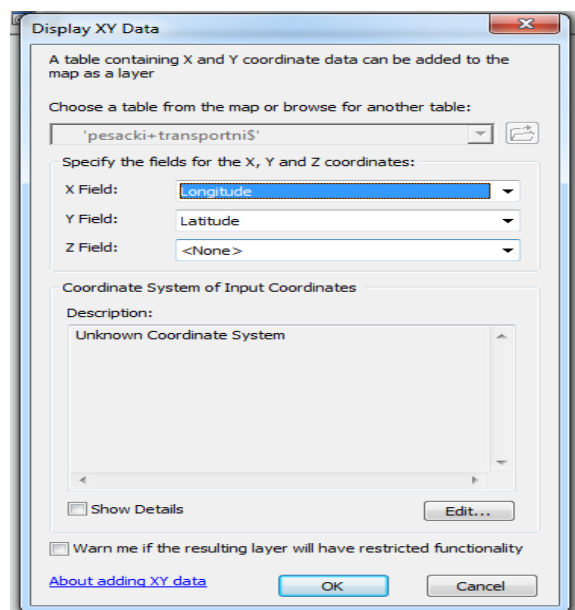 Display XY Data
A table containing X and Y coordinate data can be added to the
map as a layer
Choose a table from the map or browse for another table:
'pesacki+transportni$'
Specify the fields for the X, Y and Z coordinates:
X Field: Longitude
Y Field: Latitude
Z Field: <None>
Coordinate System of Input Coordinates
Description:
Unknown Coordinate System
Show Details Edit...
Warn me if the resulting layer will have restricted functionality
About adding XY data OK Cancel